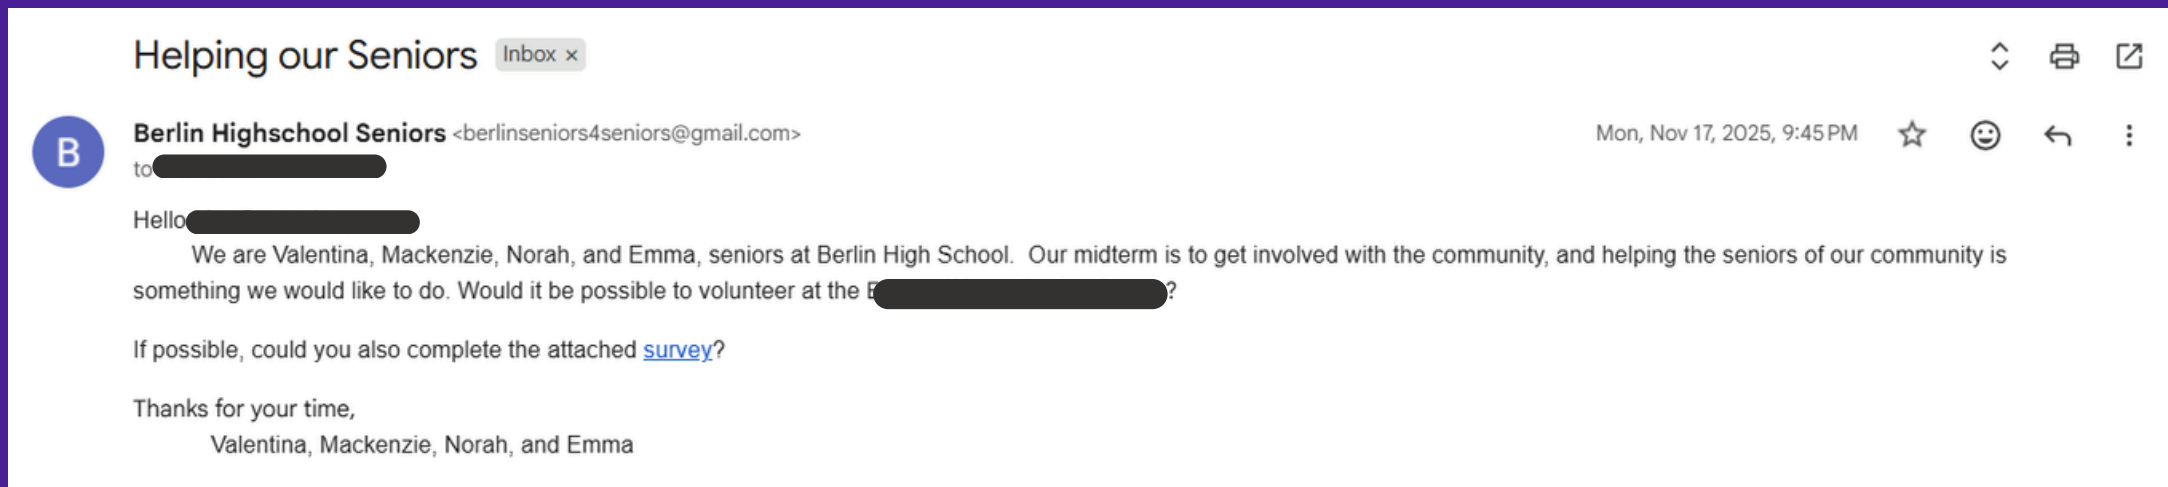 Helping our Seniors Inbox ×
B
Berlin Highschool Seniors <berlinseniors4seniors@gmail.com> Mon, Nov 17, 2025, 9:45 PM
to
Hello
We are Valentina, Mackenzie, Norah, and Emma, seniors at Berlin High School.  Our midterm is to get involved with the community, and helping the seniors of our community is
something we would like to do. Would it be possible to volunteer at the ?
If possible, could you also complete the attached survey?
Thanks for your time,
Valentina, Mackenzie, Norah, and Emma